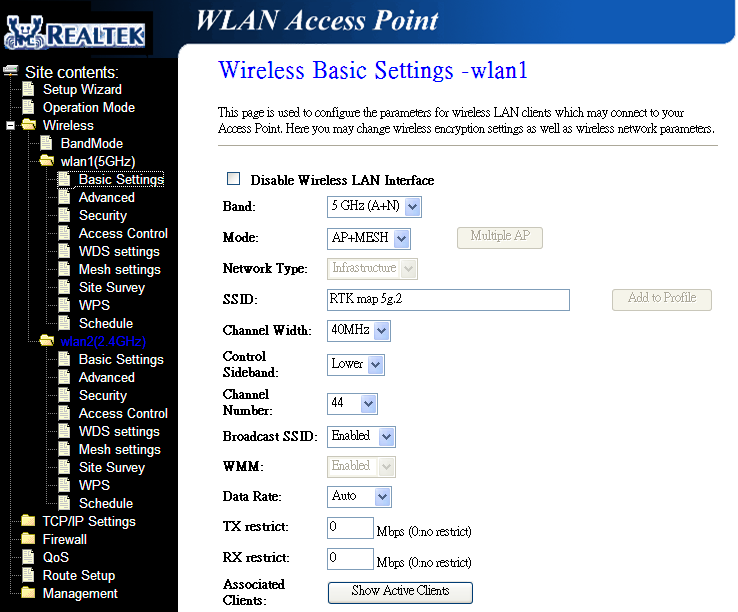 REALTEK
WLAN Access Point
Site contents:
Setup Wizard
Operation Mode
Wireless
BandMode
wlan1(5GHz)
Basic Settings
Advanced
Security
Access Control
WDS settings
Mesh settings
Site Survey
WPS
Schedule
wlan2(2.4GHz)
Basic Settings
Advanced
Security
Access Control
WDS settings
Mesh settings
Site Survey
WPS
Schedule
TCP/IP Settings
Firewall
QoS
Route Setup
Management
Wireless Basic Settings -wlan1
This page is used to configure the parameters for wireless LAN clients which may connect to your
Access Point. Here you may change wireless encryption settings as well as wireless network parameters.
Disable Wireless LAN Interface
Band: 5 GHz (A+N)
Mode: AP+MESH Multiple AP
Network Type: Infrastructure
SSID: RTK map 5g.2 Add to Profile
Channel Width: 40MHz
Control
Sideband: Lower
Channel
Number: 44
Broadcast SSID: Enabled
WMM: Enabled
Data Rate: Auto
TX restrict: 0 Mbps (0:no restrict)
RX restrict: 0 Mbps (0:no restrict)
Associated
Clients: Show Active Clients